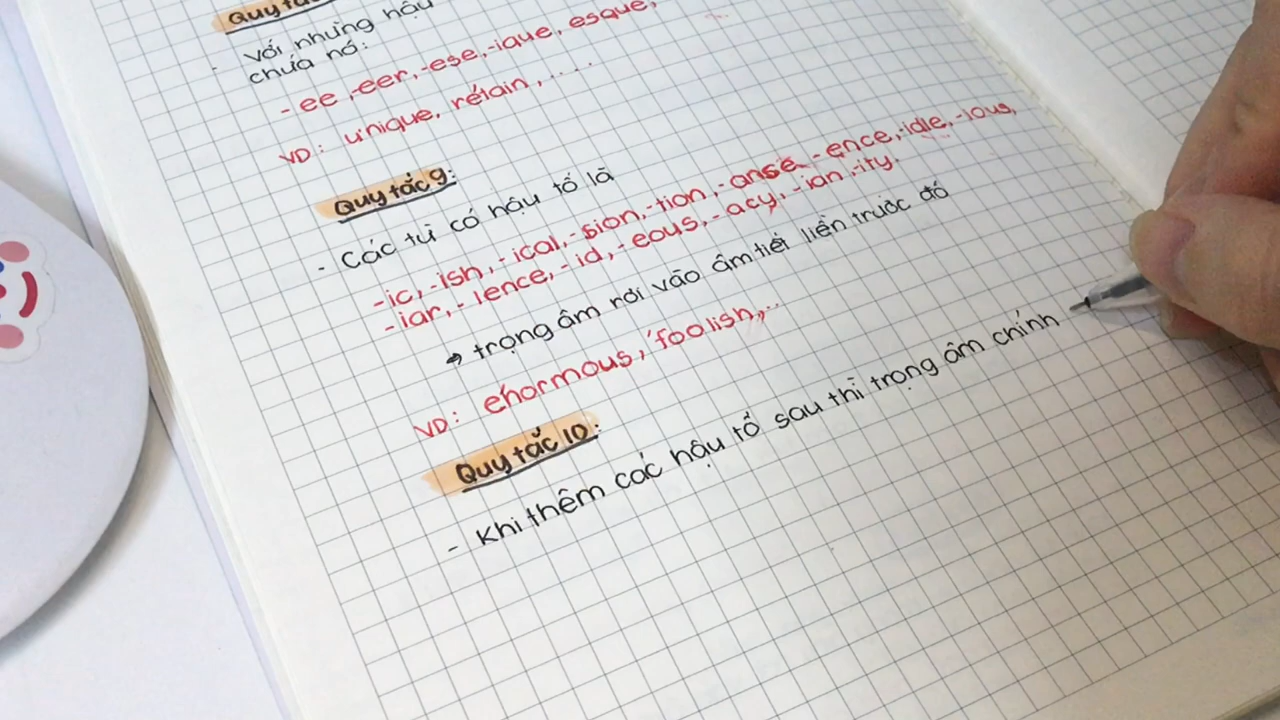 Quy tắc
- Với những hậu
chứa nó:
- ee, -eer, -ese, -ique, esque,
VD: u'nique, re'tain, ....
Quy tắc 9:
- Các từ có hậu tố là
-ic, -ish, -ical, -sion, -tion, -anse, -ence, -idle, -ious,
-iar, - ience, -id, -eous, -acy, -ian, -ity.
→ trọng âm rơi vào âm tiết liền trước đó
VD: e'normous, 'foolish,..
Quy tắc 10:
- Khi thêm các hậu tố sau thì trọng âm chính